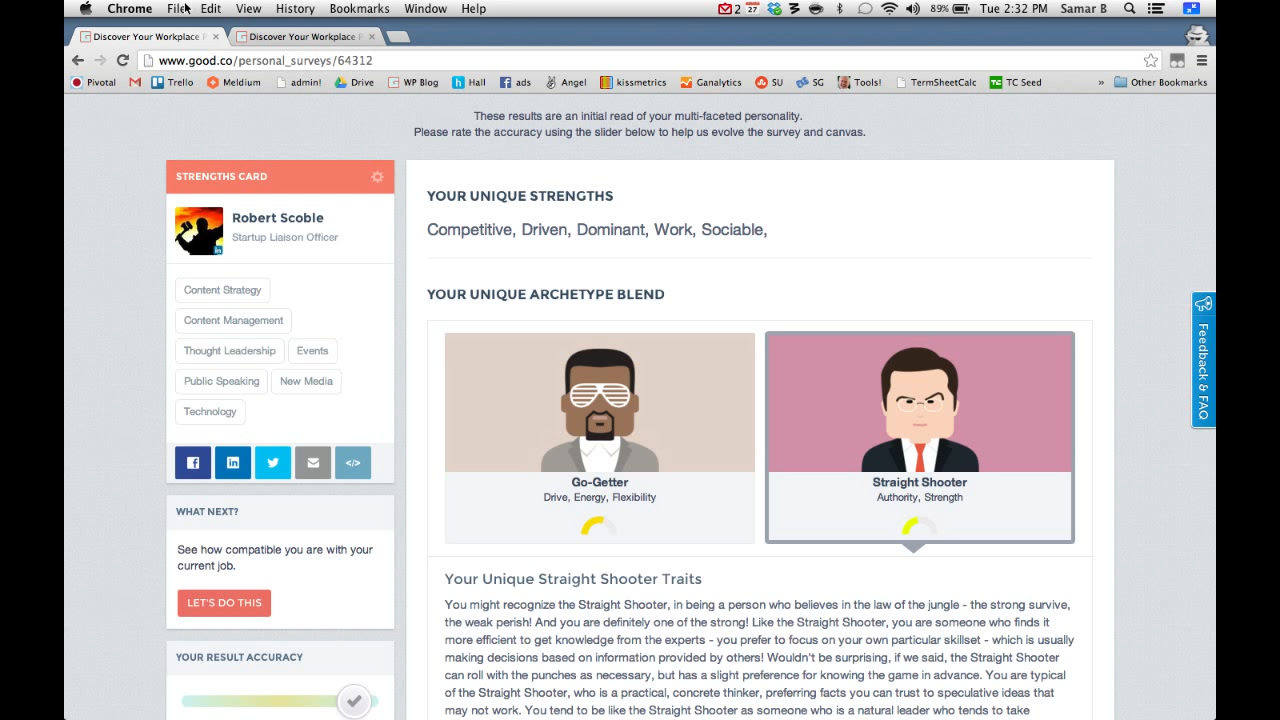 Chrome File Edit View History Bookmarks Window Help
2 27 89% Tue 2:32 PM Samar B
Discover Your Workplace P
Discover Your Workplace P
www.good.co/personal_surveys/64312
Pivotal Trello Meldium admin! Drive WP Blog Hall ads Angel kissmetrics Ganalytics SU SG Tools! TermSheetCalc TC Seed » Other Bookmarks
These results are an initial read of your multi-faceted personality.
Please rate the accuracy using the slider below to help us evolve the survey and canvas.
STRENGTHS CARD
Robert Scoble
Startup Liaison Officer
Content Strategy
Content Management
Thought Leadership Events
Public Speaking New Media
Technology
WHAT NEXT?
See how compatible you are with your
current job.
LET'S DO THIS
YOUR RESULT ACCURACY
YOUR UNIQUE STRENGTHS
Competitive, Driven, Dominant, Work, Sociable,
YOUR UNIQUE ARCHETYPE BLEND
Go-Getter
Drive, Energy, Flexibility
Straight Shooter
Authority, Strength
Your Unique Straight Shooter Traits
You might recognize the Straight Shooter, in being a person who believes in the law of the jungle - the strong survive,
the weak perish! And you are definitely one of the strong! Like the Straight Shooter, you are someone who finds it
more efficient to get knowledge from the experts - you prefer to focus on your own particular skillset - which is usually
making decisions based on information provided by others! Wouldn't be surprising, if we said, the Straight Shooter
can roll with the punches as necessary, but has a slight preference for knowing the game in advance. You are typical
of the Straight Shooter, who is a practical, concrete thinker, preferring facts you can trust to speculative ideas that
may not work. You tend to be like the Straight Shooter as someone who is a natural leader who tends to take
Feedback & FAQ